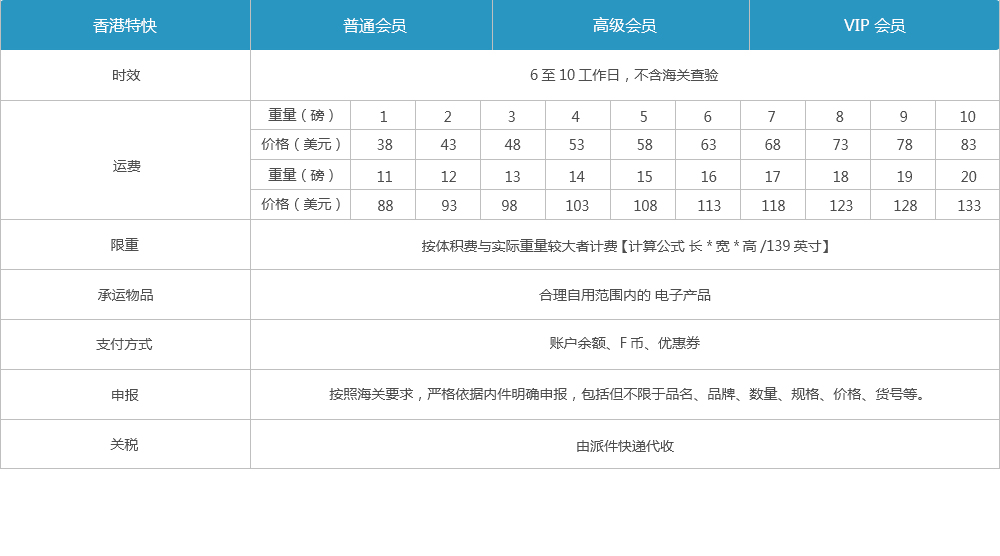 香港特快 普通会员 高级会员 VIP 会员
时效 6 至 10 工作日，不含海关查验
运费
重量（磅） 1 2 3 4 5 6 7 8 9 10
价格（美元） 38 43 48 53 58 63 68 73 78 83
重量（磅） 11 12 13 14 15 16 17 18 19 20
价格（美元） 88 93 98 103 108 113 118 123 128 133
限重 按体积费与实际重量较大者计费【计算公式 长 * 宽 * 高 /139 英寸】
承运物品 合理自用范围内的 电子产品
支付方式 账户余额、F 币、优惠券
申报 按照海关要求，严格依据内件明确申报，包括但不限于品名、品牌、数量、规格、价格、货号等。
关税 由派件快递代收